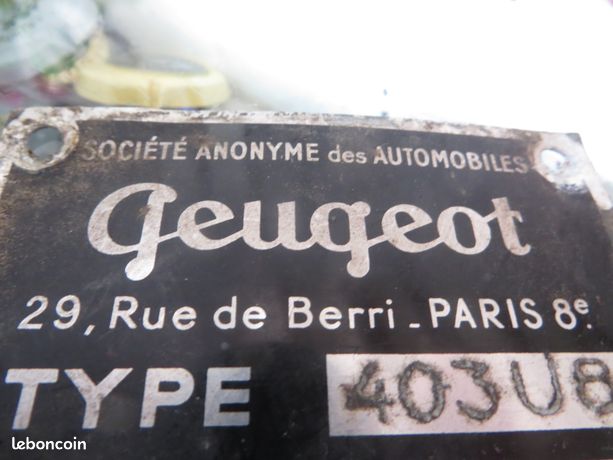 SOCIÉTÉ ANONYME des AUTOMOBILES
Peugeot
29, Rue de Berri - PARIS 8e.
TYPE 403U8
leboncoin